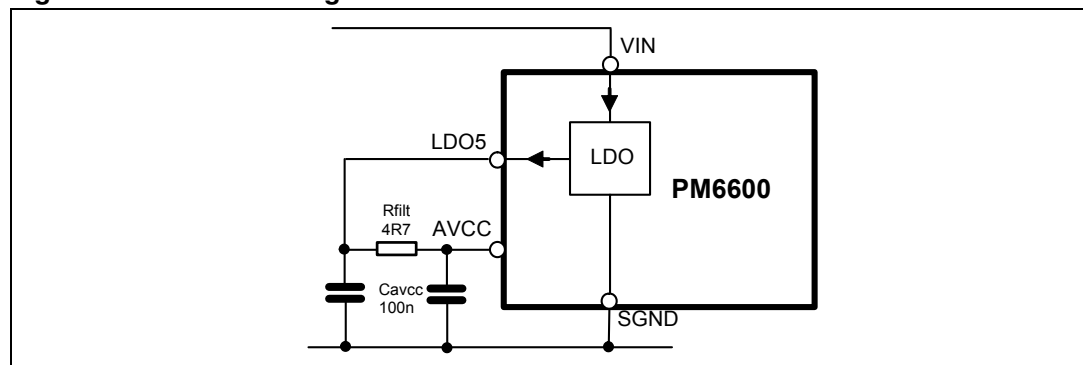 VIN
LDO5
LDO
PM6600
Rfilt
4R7
AVCC
Cavcc
100n
SGND